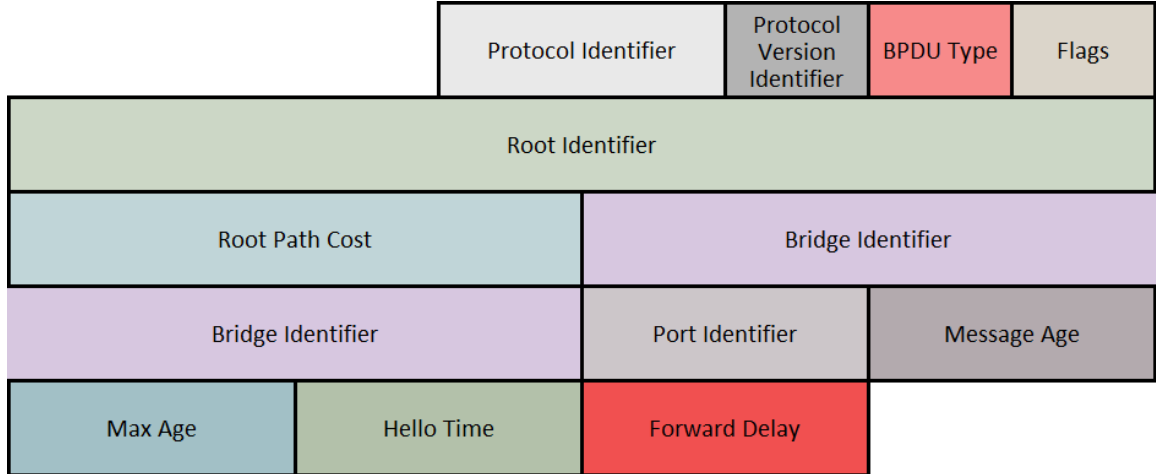 Protocol Identifier
Protocol
Version
Identifier
BPDU Type
Flags
Root Identifier
Root Path Cost
Bridge Identifier
Bridge Identifier
Port Identifier
Message Age
Max Age
Hello Time
Forward Delay